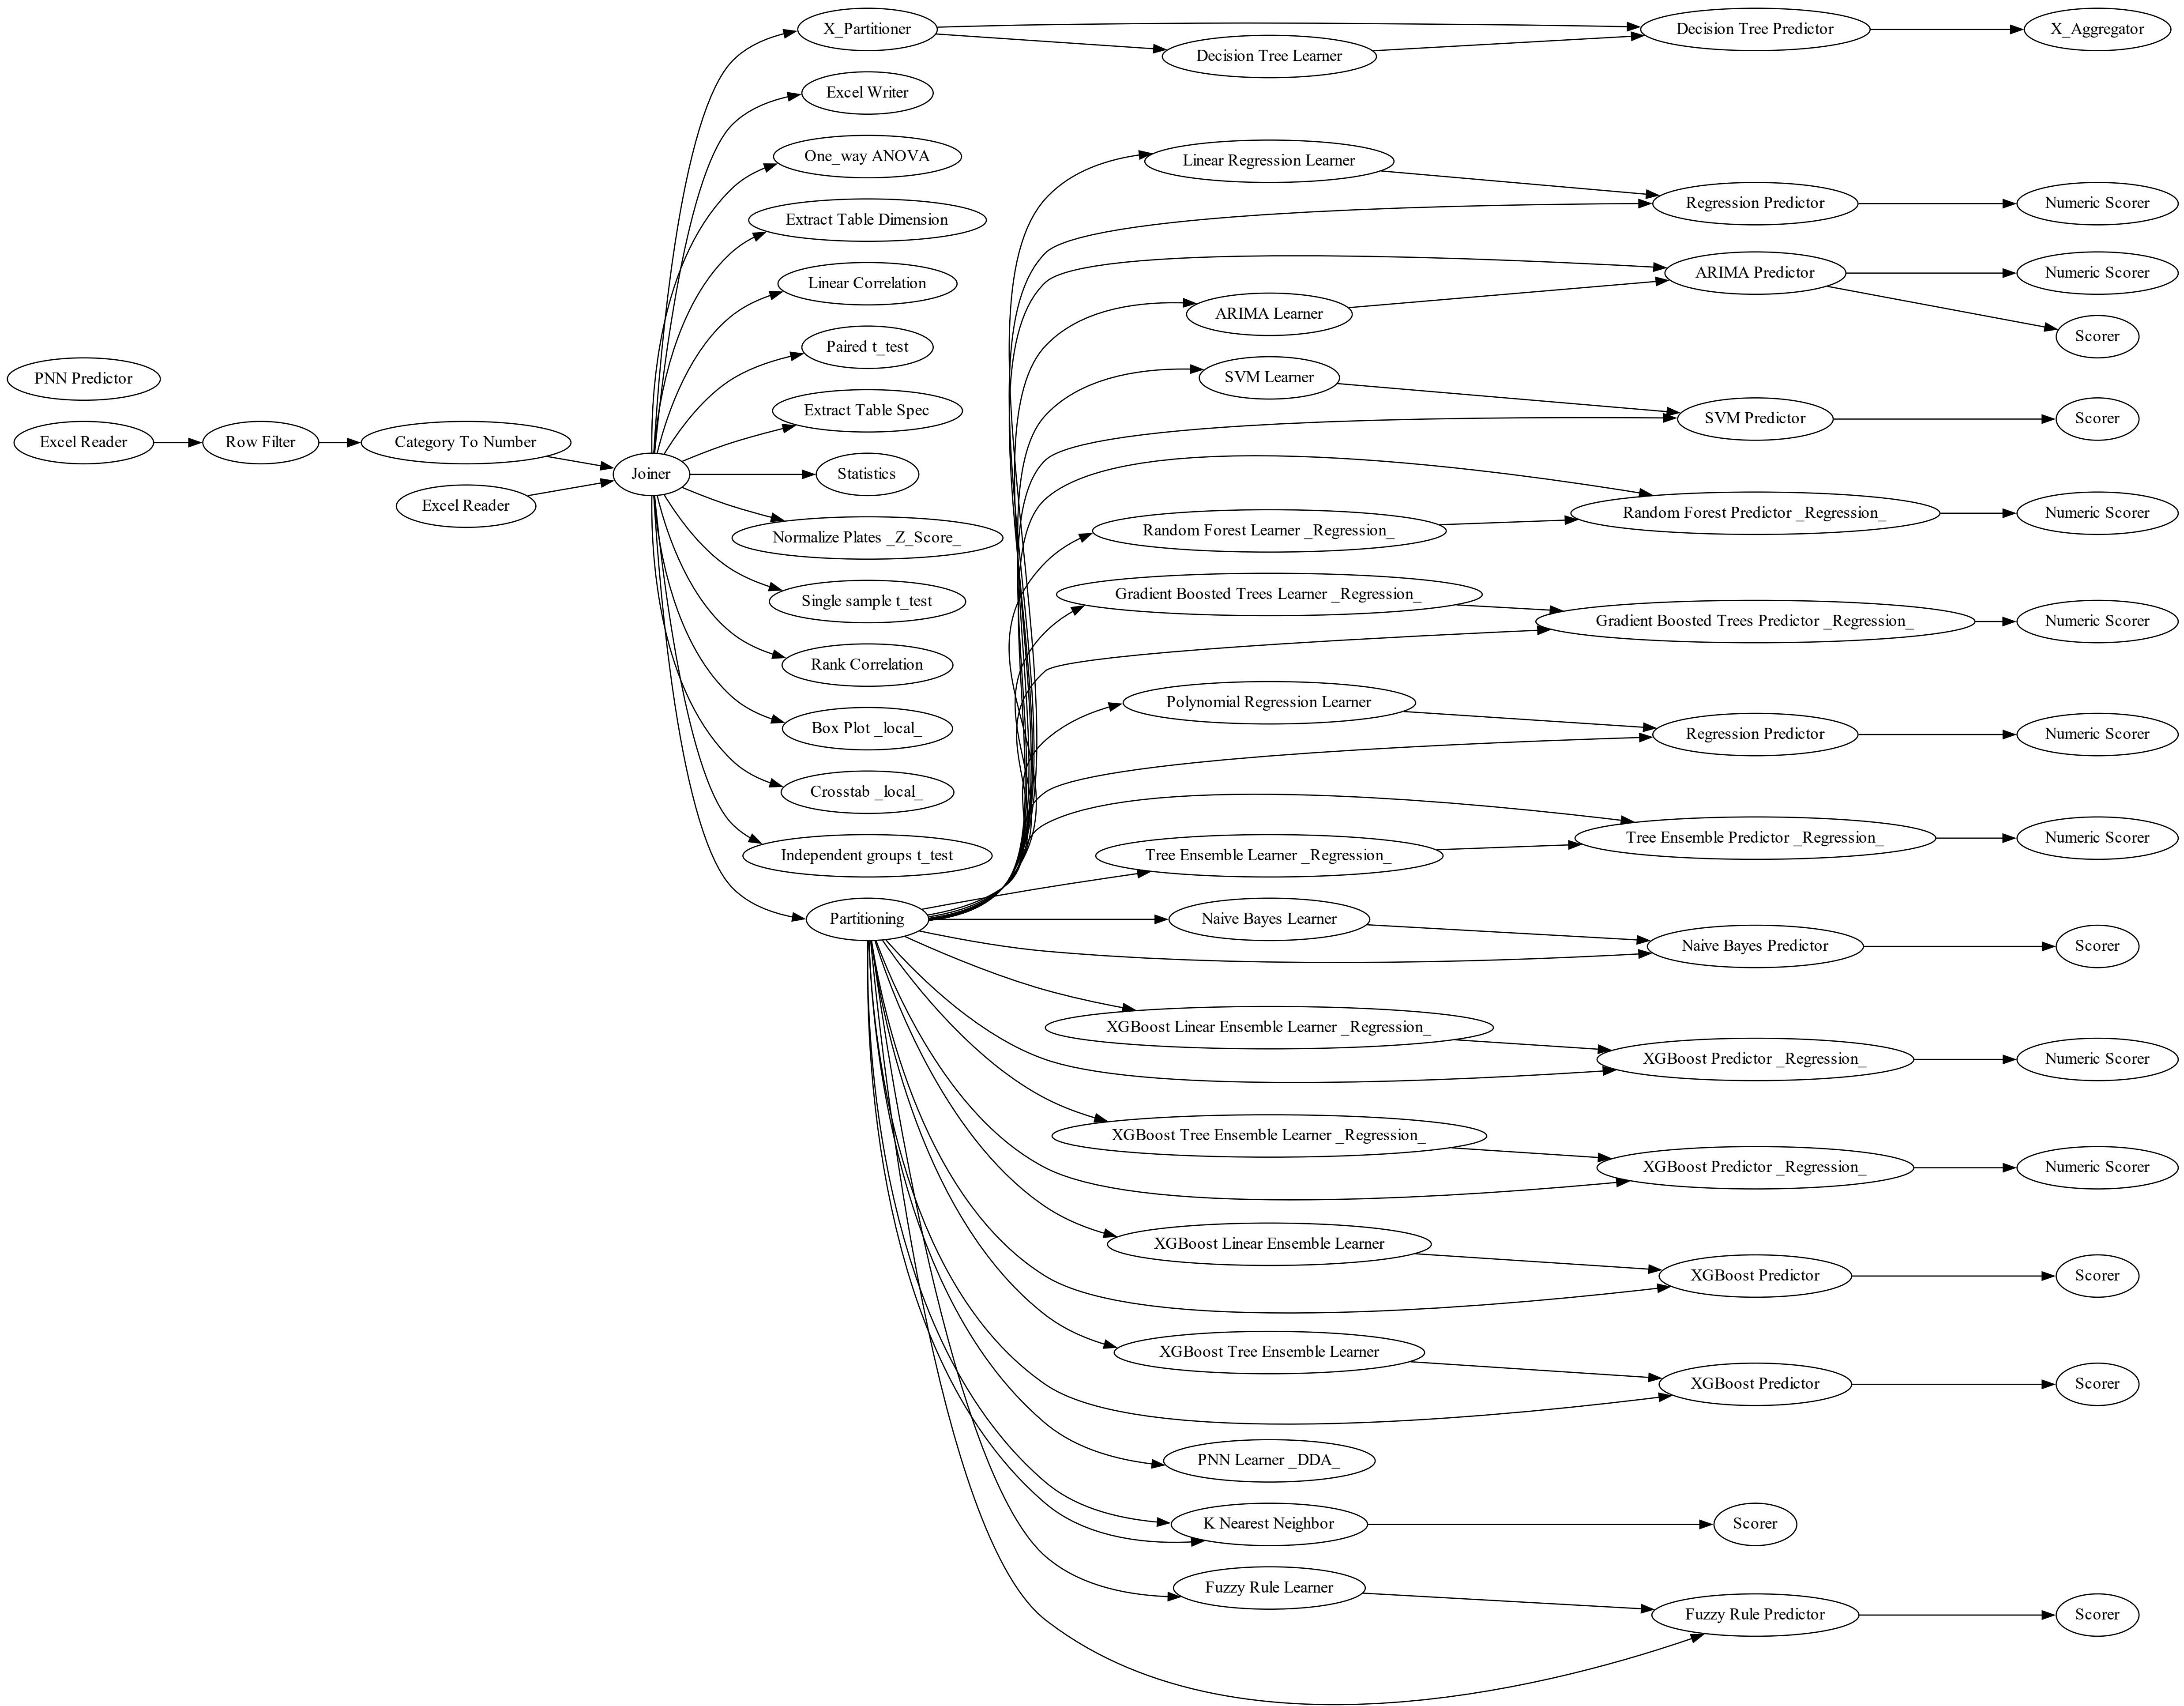 PNN Predictor
Excel Reader
Row Filter
Category To Number
Excel Reader
Joiner
X_Partitioner
Excel Writer
One_way ANOVA
Extract Table Dimension
Linear Correlation
Paired t_test
Extract Table Spec
Statistics
Normalize Plates _Z_Score_
Single sample t_test
Rank Correlation
Box Plot _local_
Crosstab _local_
Independent groups t_test
Partitioning
Decision Tree Learner
Decision Tree Predictor
X_Aggregator
Linear Regression Learner
Regression Predictor
Numeric Scorer
ARIMA Learner
ARIMA Predictor
Numeric Scorer
Scorer
SVM Learner
SVM Predictor
Scorer
Random Forest Learner _Regression_
Random Forest Predictor _Regression_
Numeric Scorer
Gradient Boosted Trees Learner _Regression_
Gradient Boosted Trees Predictor _Regression_
Numeric Scorer
Polynomial Regression Learner
Regression Predictor
Numeric Scorer
Tree Ensemble Learner _Regression_
Tree Ensemble Predictor _Regression_
Numeric Scorer
Naive Bayes Learner
Naive Bayes Predictor
Scorer
XGBoost Linear Ensemble Learner _Regression_
XGBoost Predictor _Regression_
Numeric Scorer
XGBoost Tree Ensemble Learner _Regression_
XGBoost Predictor _Regression_
Numeric Scorer
XGBoost Linear Ensemble Learner
XGBoost Predictor
Scorer
XGBoost Tree Ensemble Learner
XGBoost Predictor
Scorer
PNN Learner _DDA_
K Nearest Neighbor
Scorer
Fuzzy Rule Learner
Fuzzy Rule Predictor
Scorer